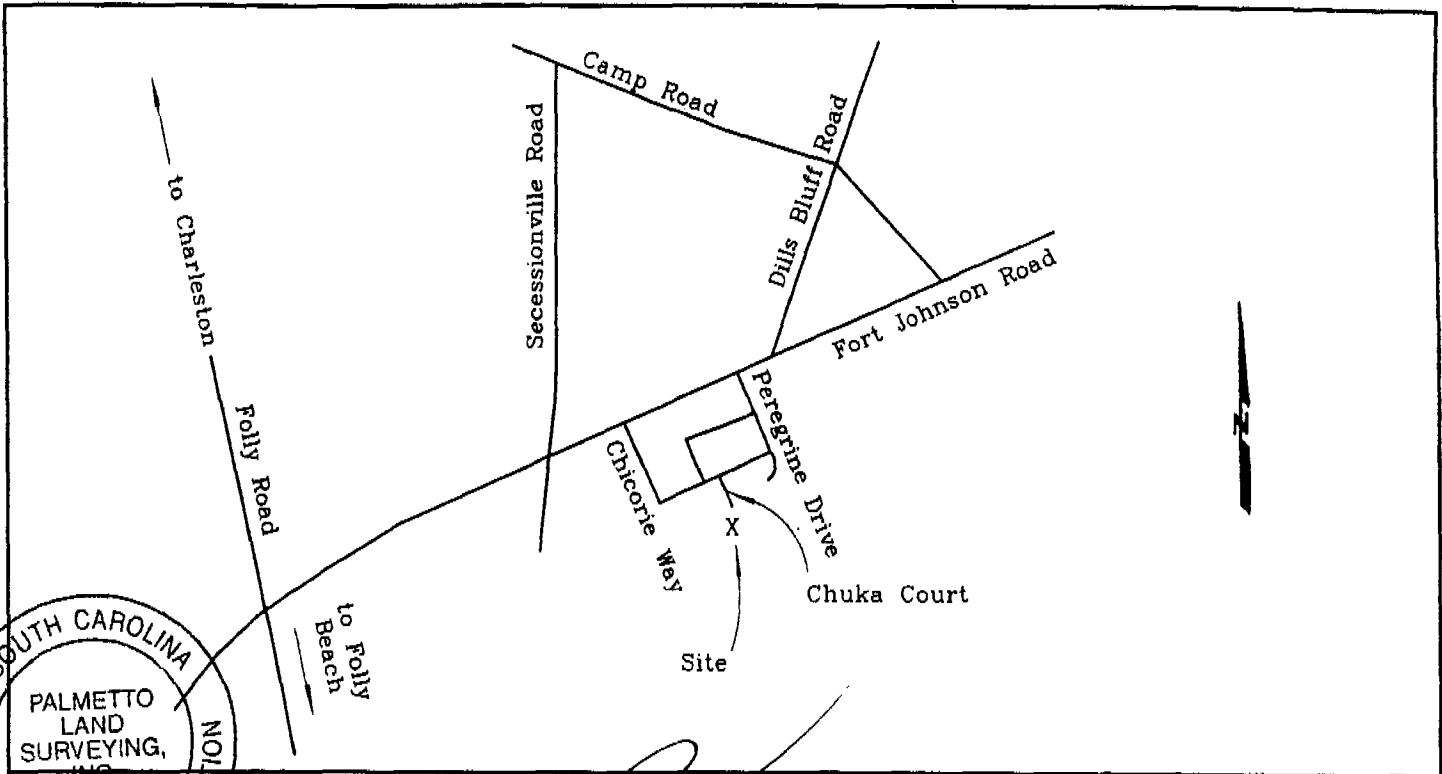 Camp Road
Dills Bluff Road
Secessionville Road
to Charleston
Fort Johnson Road
Folly Road
Peregrine Drive
Chicorie Way
X
Chuka Court
to Folly
Beach
Site
N
SOUTH CAROLINA
PALMETTO
LAND
SURVEYING,